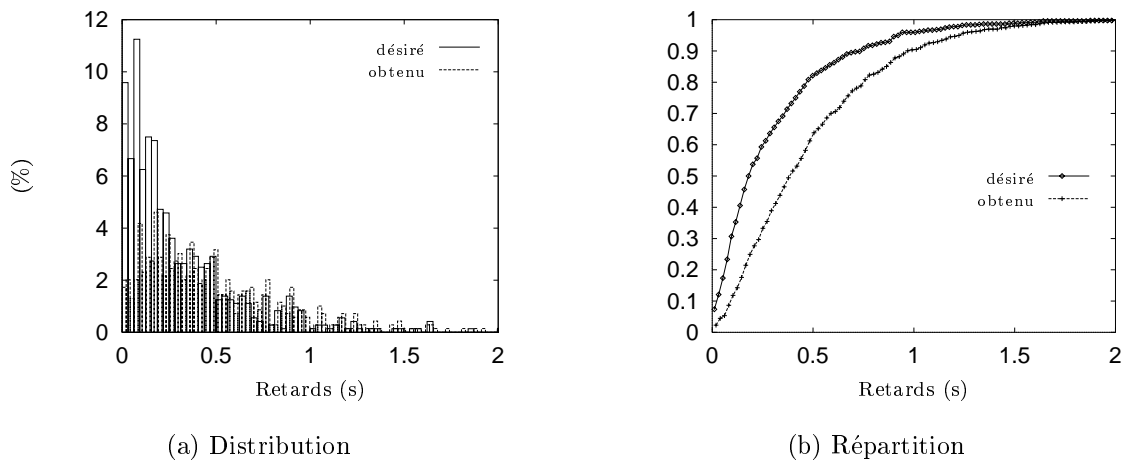 12
10
8
6
4
2
0
(%)
désiré
obtenu
0 0.5 1 1.5 2
Retards (s)
(a) Distribution
1
0.9
0.8
0.7
0.6
0.5
0.4
0.3
0.2
0.1
0
désiré
obtenu
0 0.5 1 1.5 2
Retards (s)
(b) Répartition